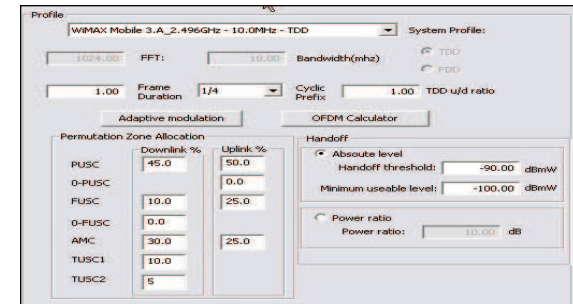 Profile
WiMAX Mobile 3.A_2.496GHz - 10.0MHz - TDD System Profile:
1024.00 FFT: 10.00 Bandwidth(mhz) TDD
FDD
1.00 Frame Duration 1/4 Cyclic Prefix 1.00 TDD u/d ratio
Adaptive modulation OFDM Calculator
Permutation Zone Allocation Handoff
Downlink % Uplink % Absoute level
PUSC 45.0 50.0 Handoff threshold: -90.00 dBmW
O-PUSC 0.0 Minimum useable level: -100.00 dBmW
FUSC 10.0 25.0
O-FUSC 0.0 Power ratio
AMC 30.0 25.0 Power ratio: 10.00 dB
TUSC1 10.0
TUSC2 5